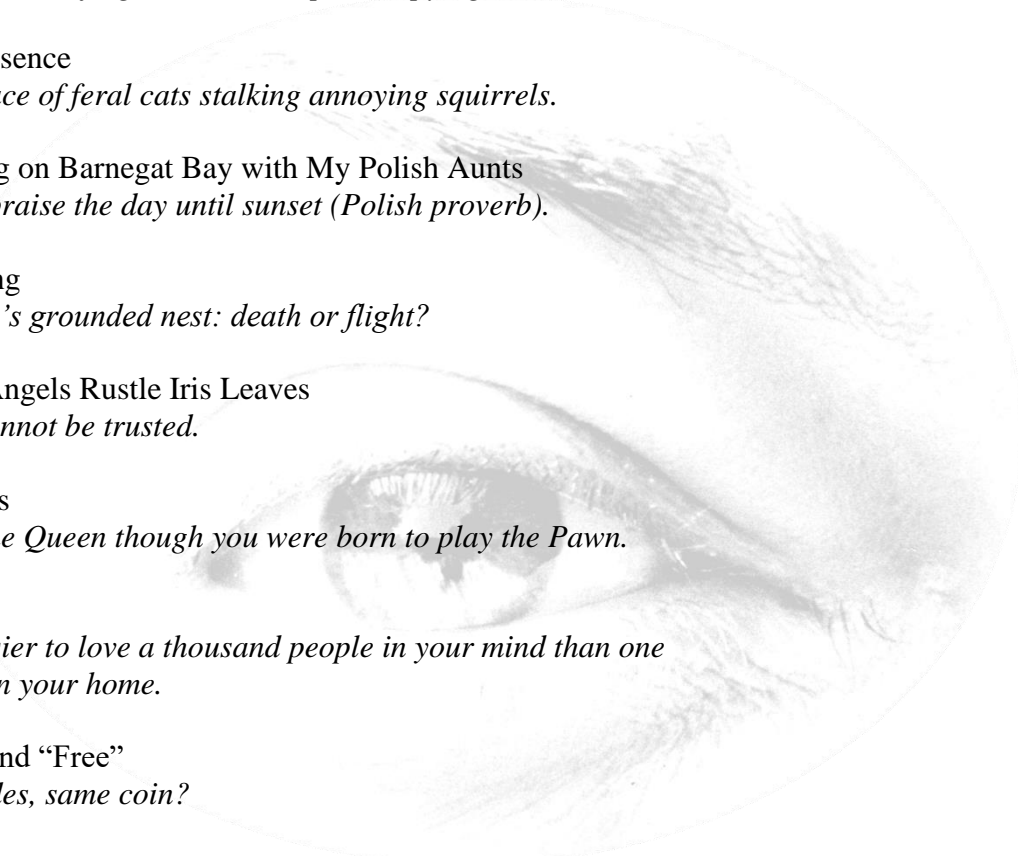 sence
ce of feral cats stalking annoying squirrels.
g on Barnegat Bay with My Polish Aunts
raise the day until sunset (Polish proverb).
ng
’s grounded nest: death or flight?
Angels Rustle Iris Leaves
nnot be trusted.
s
e Queen though you were born to play the Pawn.
ier to love a thousand people in your mind than one
n your home.
nd “Free”
les, same coin?